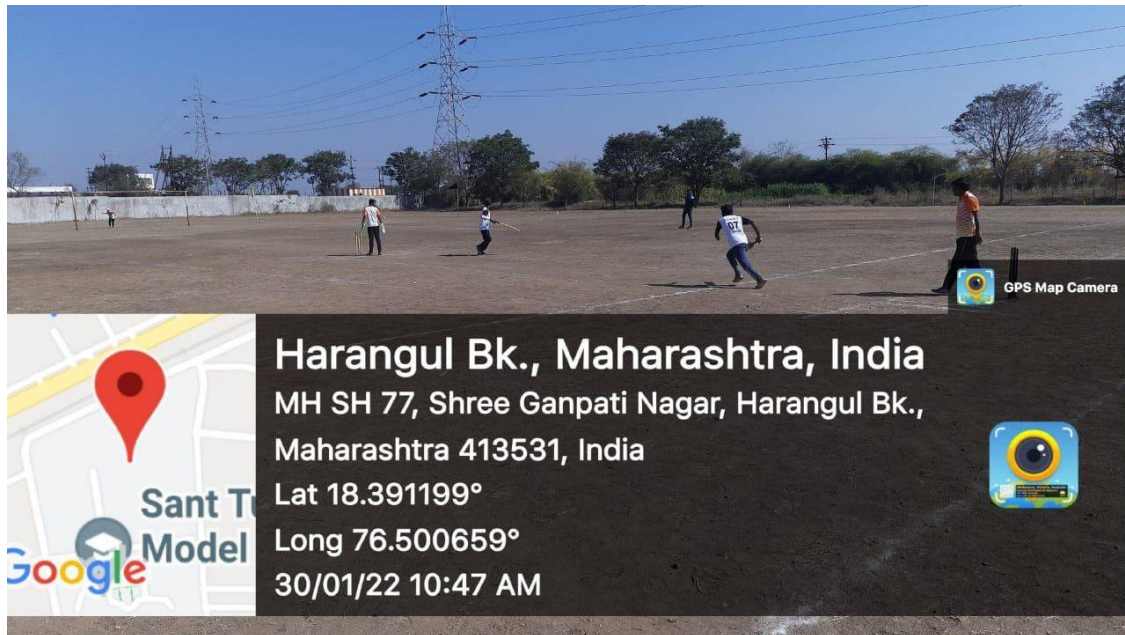 07
GPS Map Camera
Harangul Bk., Maharashtra, India
MH SH 77, Shree Ganpati Nagar, Harangul Bk.,
Maharashtra 413531, India
Lat 18.391199°
Long 76.500659°
30/01/22 10:47 AM
Sant
Model
Google